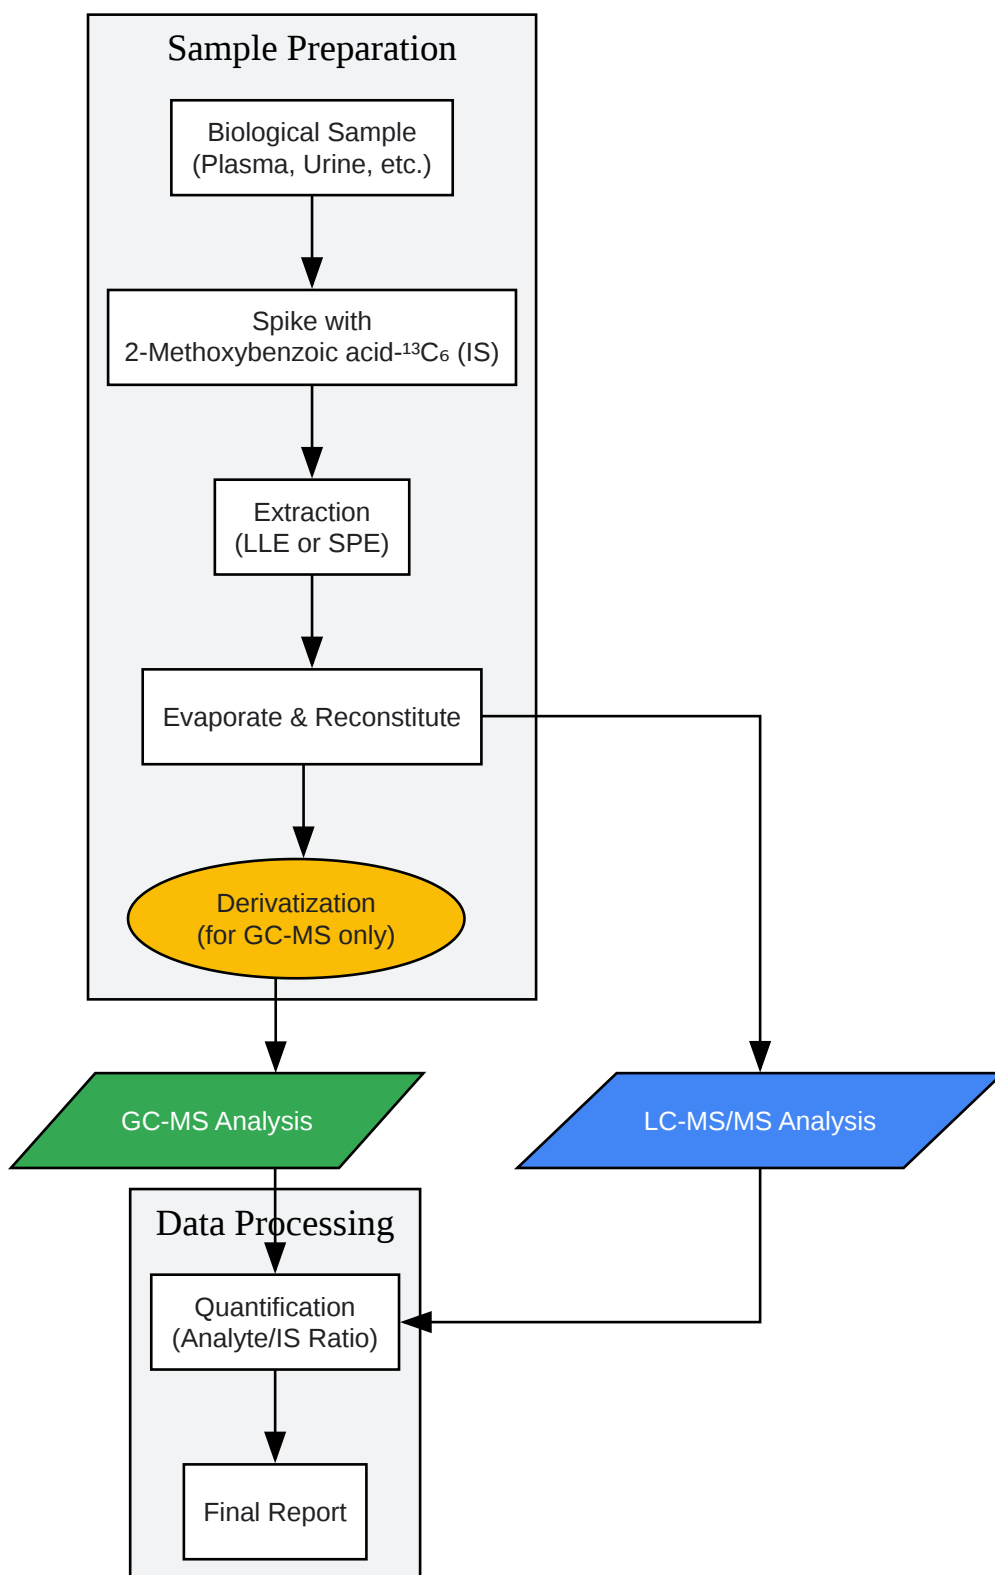 Sample Preparation
Biological Sample
(Plasma, Urine, etc.)
Spike with
2-Methoxybenzoic acid-¹³C₆ (IS)
Extraction
(LLE or SPE)
Evaporate & Reconstitute
Derivatization
(for GC-MS only)
GC-MS Analysis
LC-MS/MS Analysis
Data Processing
Quantification
(Analyte/IS Ratio)
Final Report